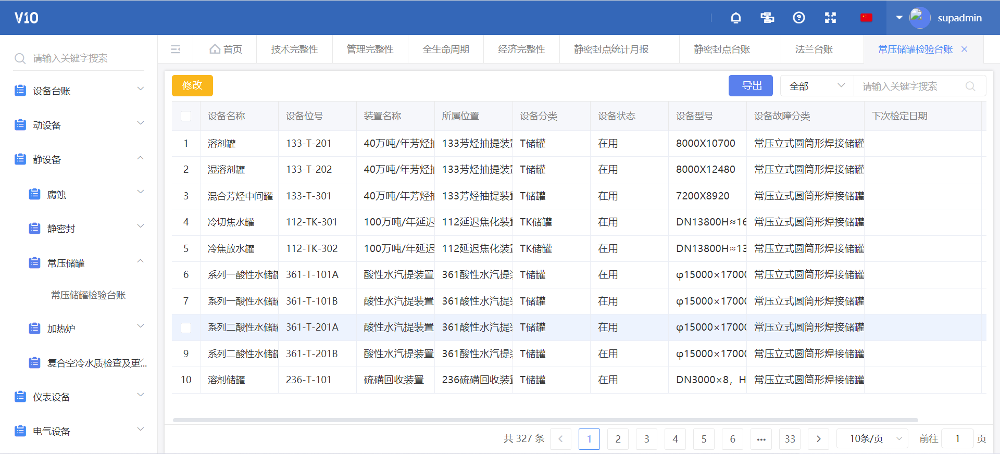 V10
supadmin
请输入关键字搜索
设备台账
动设备
静设备
腐蚀
静密封
常压储罐
常压储罐检验台账
加热炉
复合空冷水质检查及更...
仪表设备
电气设备
首页 技术完整性 管理完整性 全生命周期 经济完整性 静密封点统计月报 静密封点台账 法兰台账 常压储罐检验台账
修改 导出 全部 请输入关键字搜索
设备名称 设备位号 装置名称 所属位置 设备分类 设备状态 设备型号 设备故障分类 下次检定日期
1 溶剂罐 133-T-201 40万吨/年芳烃抽 133芳烃抽提装置 T储罐 在用 8000X10700 常压立式圆筒形焊接储罐
2 湿溶剂罐 133-T-202 40万吨/年芳烃抽 133芳烃抽提装置 T储罐 在用 8000X12480 常压立式圆筒形焊接储罐
3 混合芳烃中间罐 133-T-301 40万吨/年芳烃抽 133芳烃抽提装置 T储罐 在用 7200X8920 常压立式圆筒形焊接储罐
4 冷切焦水罐 112-TK-301 100万吨/年延迟 112延迟焦化装置 TK储罐 在用 DN13800H≈16 常压立式圆筒形焊接储罐
5 冷焦放水罐 112-TK-302 100万吨/年延迟 112延迟焦化装置 TK储罐 在用 DN13800H≈13 常压立式圆筒形焊接储罐
6 系列一酸性水储罐 361-T-101A 酸性水汽提装置 361酸性水汽提装 T储罐 在用 φ15000×17000 常压立式圆筒形焊接储罐
7 系列一酸性水储罐 361-T-101B 酸性水汽提装置 361酸性水汽提装 T储罐 在用 φ15000×17000 常压立式圆筒形焊接储罐
系列二酸性水储罐 361-T-201A 酸性水汽提装置 361酸性水汽提装 T储罐 在用 φ15000×17000 常压立式圆筒形焊接储罐
9 系列二酸性水储罐 361-T-201B 酸性水汽提装置 361酸性水汽提装 T储罐 在用 φ15000×17000 常压立式圆筒形焊接储罐
10 溶剂储罐 236-T-101 硫磺回收装置 236硫磺回收装置 T储罐 在用 DN3000×8，H 常压立式圆筒形焊接储罐
共 327 条 1 2 3 4 5 6 ••• 33 10条/页 前往 1 页